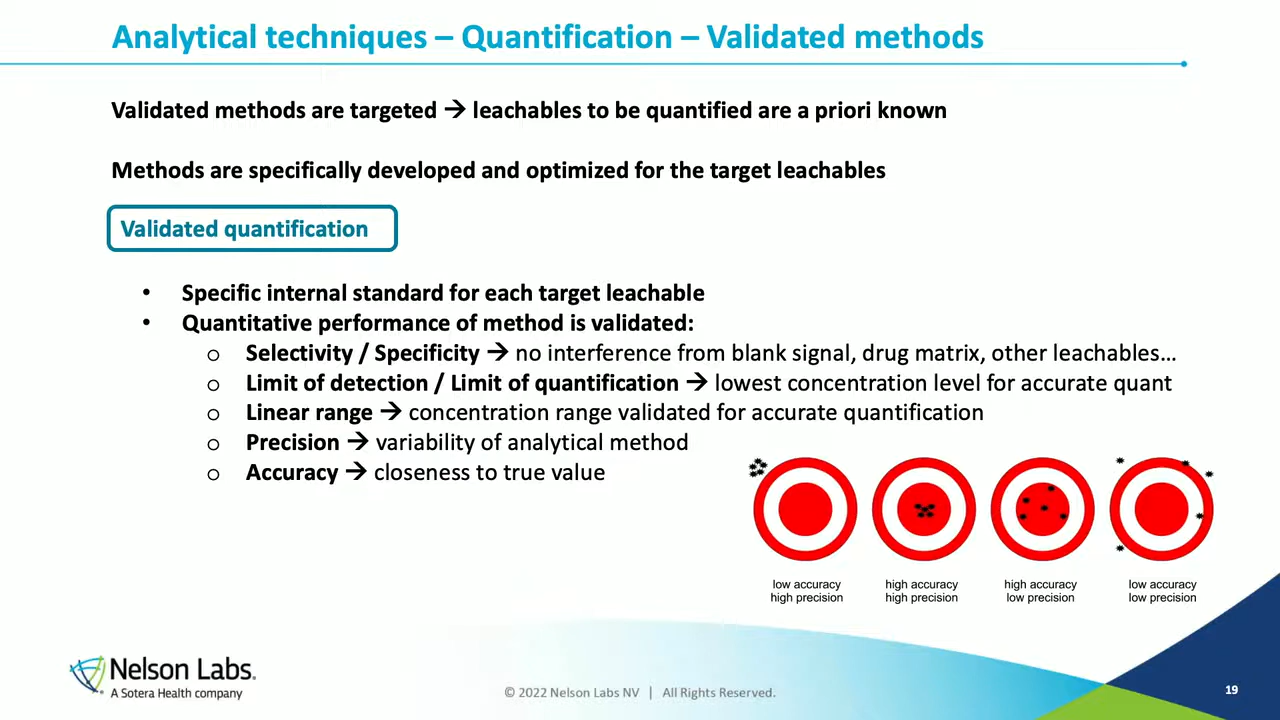 Analytical techniques – Quantification – Validated methods
Validated methods are targeted → leachables to be quantified are a priori known
Methods are specifically developed and optimized for the target leachables
Validated quantification
• Specific internal standard for each target leachable
• Quantitative performance of method is validated:
o Selectivity / Specificity → no interference from blank signal, drug matrix, other leachables…
o Limit of detection / Limit of quantification → lowest concentration level for accurate quant
o Linear range → concentration range validated for accurate quantification
o Precision → variability of analytical method
o Accuracy → closeness to true value
low accuracy
high precision
high accuracy
high precision
high accuracy
low precision
low accuracy
low precision
Nelson Labs.
A Sotera Health company
© 2022 Nelson Labs NV | All Rights Reserved.
19